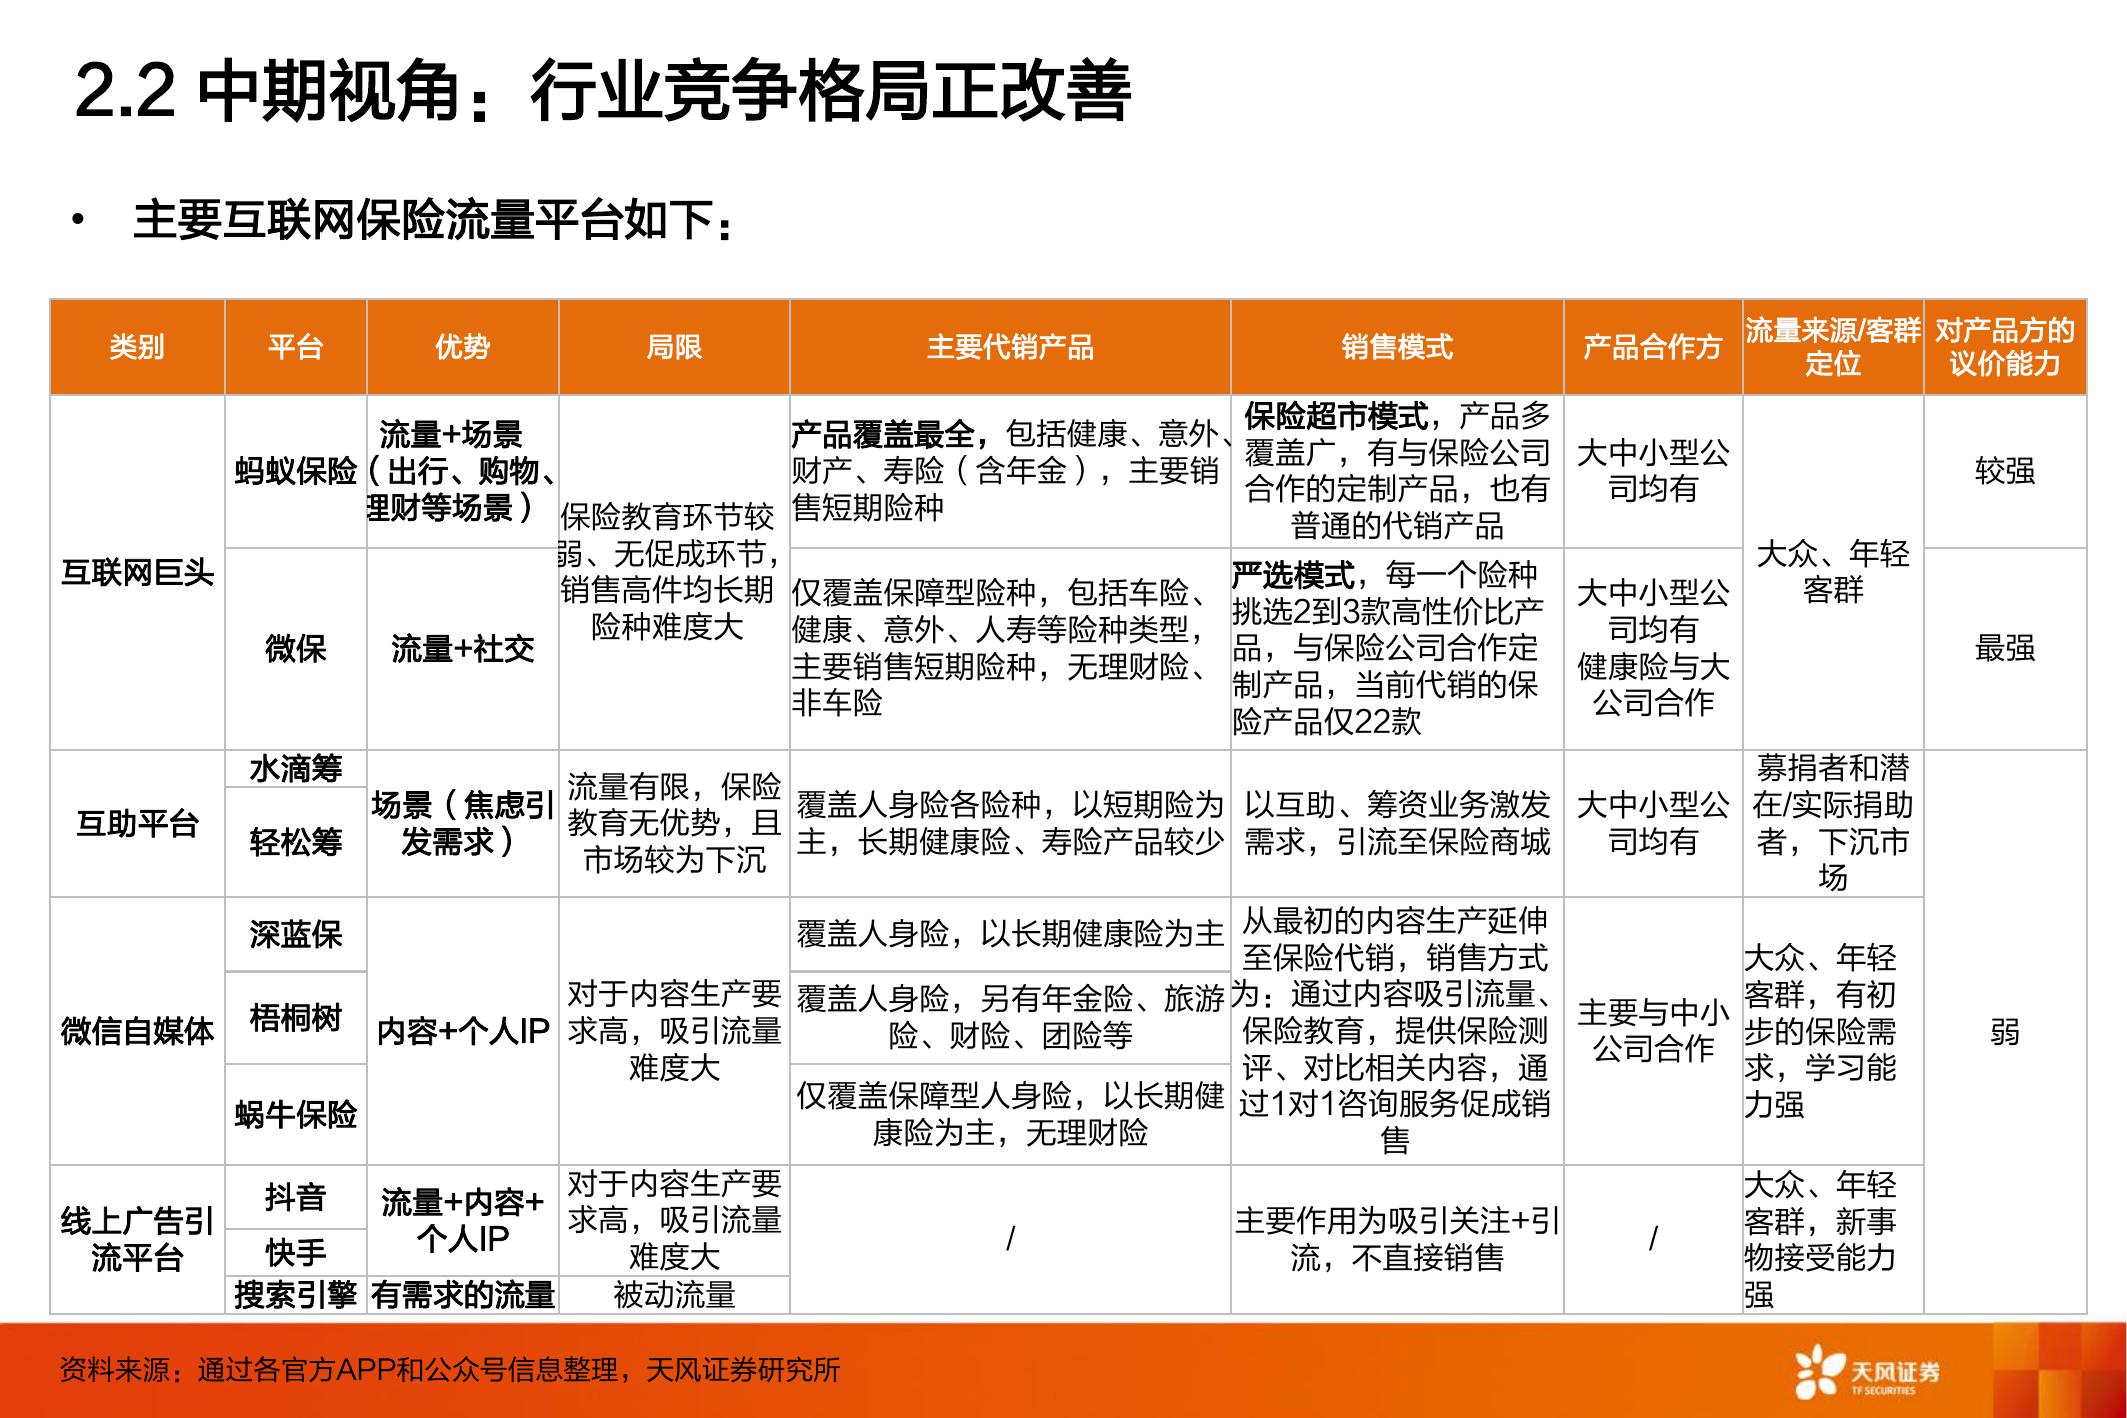 2.2 中期视角：行业竞争格局正改善
• 主要互联网保险流量平台如下：
类别
平台
优势
局限
主要代销产品
销售模式
产品合作方
流量来源/客群
定位
对产品方的
议价能力
互联网巨头
蚂蚁保险
流量+场景
（出行、购物、
理财等场景）
保险教育环节较
弱、无促成环节，
销售高件均长期
险种难度大
产品覆盖最全，包括健康、意外、
财产、寿险（含年金），主要销
售短期险种
保险超市模式，产品多
覆盖广，有与保险公司
合作的定制产品，也有
普通的代销产品
大中小型公
司均有
大众、年轻
客群
较强
微保
流量+社交
仅覆盖保障型险种，包括车险、
健康、意外、人寿等险种类型，
主要销售短期险种，无理财险、
非车险
严选模式，每一个险种
挑选2到3款高性价比产
品，与保险公司合作定
制产品，当前代销的保
险产品仅22款
大中小型公
司均有
健康险与大
公司合作
最强
互助平台
水滴筹
轻松筹
场景（焦虑引
发需求）
流量有限，保险
教育无优势，且
市场较为下沉
覆盖人身险各险种，以短期险为
主，长期健康险、寿险产品较少
以互助、筹资业务激发
需求，引流至保险商城
大中小型公
司均有
募捐者和潜
在/实际捐助
者，下沉市
场
弱
微信自媒体
深蓝保
梧桐树
蜗牛保险
内容+个人IP
对于内容生产要
求高，吸引流量
难度大
覆盖人身险，以长期健康险为主
覆盖人身险，另有年金险、旅游
险、财险、团险等
仅覆盖保障型人身险，以长期健
康险为主，无理财险
从最初的内容生产延伸
至保险代销，销售方式
为：通过内容吸引流量、
保险教育，提供保险测
评、对比相关内容，通
过1对1咨询服务促成销
售
主要与中小
公司合作
大众、年轻
客群，有初
步的保险需
求，学习能
力强
线上广告引
流平台
抖音
快手
搜索引擎
流量+内容+
个人IP
有需求的流量
对于内容生产要
求高，吸引流量
难度大
被动流量
/
主要作用为吸引关注+引
流，不直接销售
/
大众、年轻
客群，新事
物接受能力
强
资料来源：通过各官方APP和公众号信息整理，天风证券研究所
天风证券
TF SECURITIES